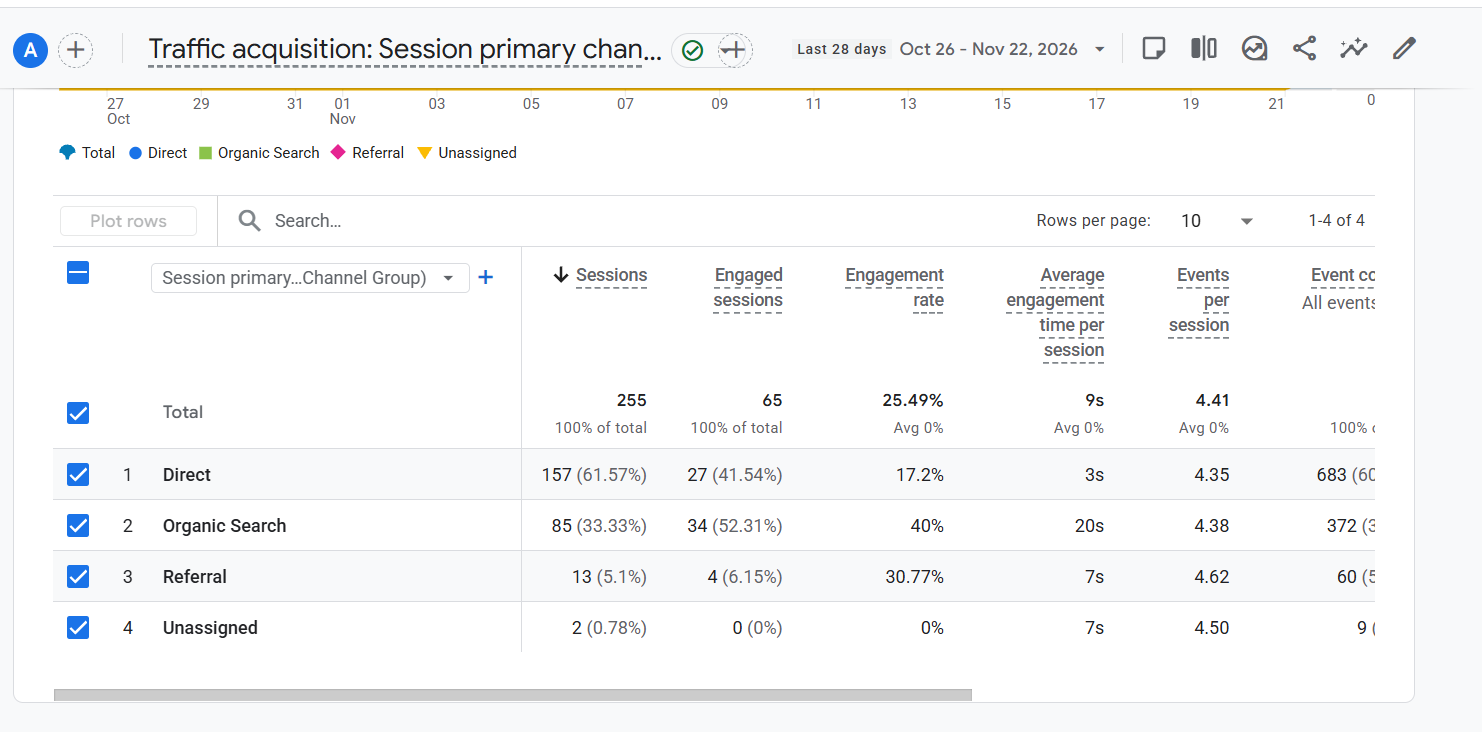 A
Traffic acquisition: Session primary chan...
Last 28 days Oct 26 - Nov 22, 2026
27 29 31 01 03 05 07 09 11 13 15 17 19 21 0
Oct Nov
Total Direct Organic Search Referral Unassigned
Plot rows Search... Rows per page: 10 1-4 of 4
Session primary...Channel Group)
Sessions
Engaged
sessions
Engagement
rate
Average
engagement
time per
session
Events
per
session
Event co
All events
Total 255 65 25.49% 9s 4.41
100% of total 100% of total Avg 0% Avg 0% Avg 0% 100%
1 Direct 157 (61.57%) 27 (41.54%) 17.2% 3s 4.35 683 (60
2 Organic Search 85 (33.33%) 34 (52.31%) 40% 20s 4.38 372 (3
3 Referral 13 (5.1%) 4 (6.15%) 30.77% 7s 4.62 60 (5
4 Unassigned 2 (0.78%) 0 (0%) 0% 7s 4.50 9 (